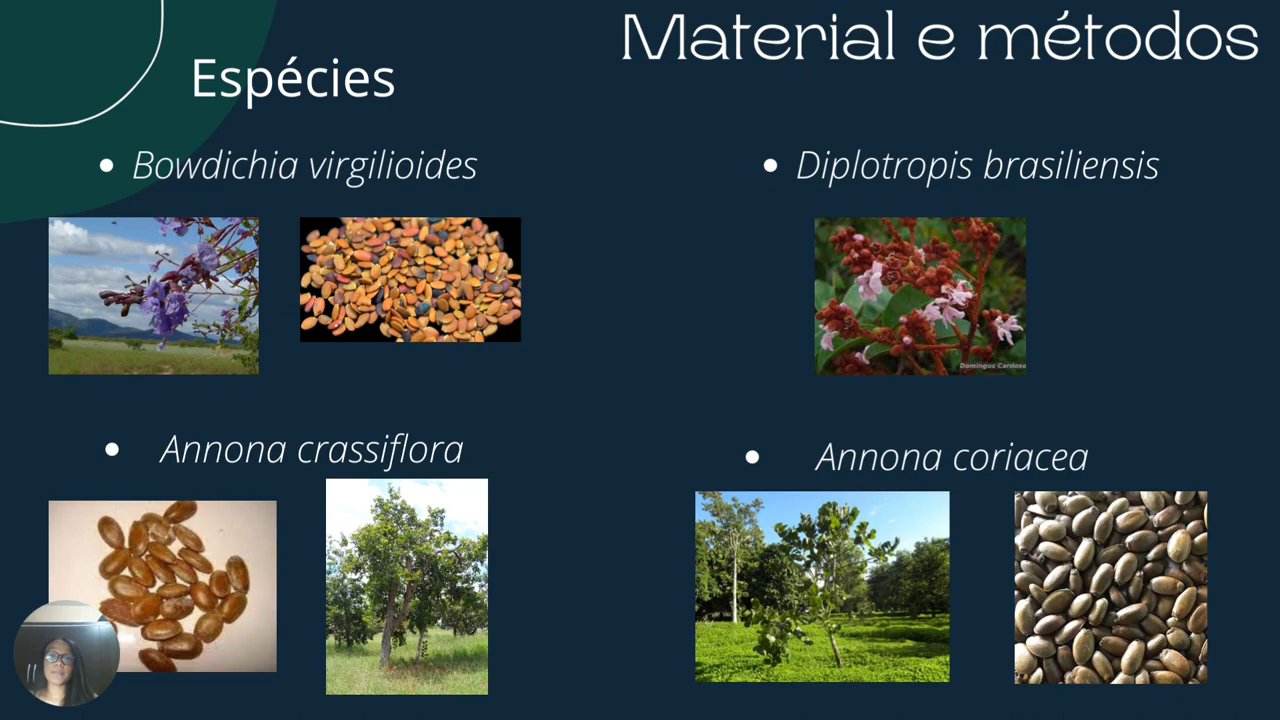 Material e métodos
Espécies
• Bowdichia virgilioides
• Diplotropis brasiliensis
Domingos Cardoso
• Annona crassiflora
• Annona coriacea